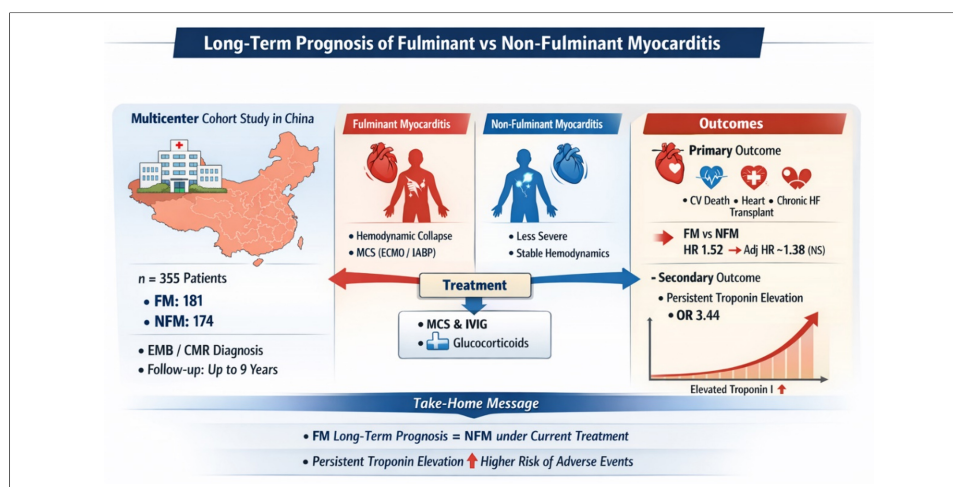 Long-Term Prognosis of Fulminant vs Non-Fulminant Myocarditis
Multicenter Cohort Study in China
n = 355 Patients
• FM: 181
• NFM: 174
• EMB / CMR Diagnosis
• Follow-up: Up to 9 Years
Fulminant Myocarditis
• Hemodynamic Collapse
• MCS (ECMO / IABP)
Non-Fulminant Myocarditis
• Less Severe
• Stable Hemodynamics
Treatment
• MCS & IVIG
• Glucocorticoids
Outcomes
Primary Outcome
• CV Death • Heart • Chronic HF
Transplant
FM vs NFM
HR 1.52 → Adj HR ~1.38 (NS)
- Secondary Outcome
• Persistent Troponin Elevation
• OR 3.44
Elevated Troponin I ↑
Take-Home Message
• FM Long-Term Prognosis = NFM under Current Treatment
• Persistent Troponin Elevation ↑ Higher Risk of Adverse Events